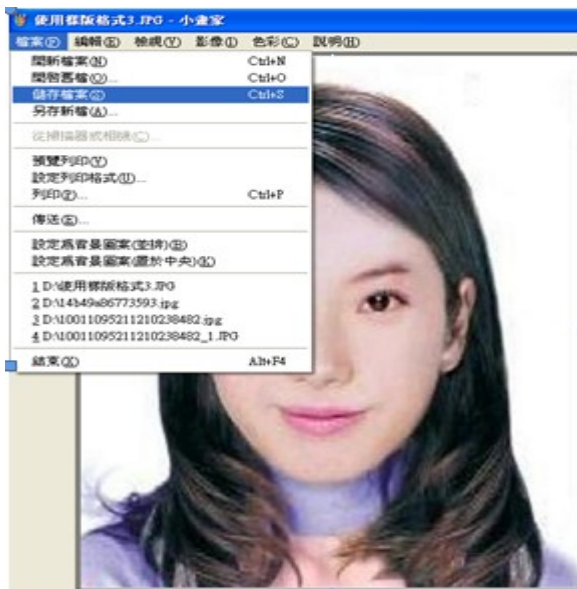 使用樣版格式3.JPG - 小畫家
檔案(F) 編輯(E) 檢視(V) 影像(I) 色彩(C) 說明(H)
開新檔案(N) Ctrl+N
開啟舊檔(O)... Ctrl+O
儲存檔案(S) Ctrl+S
另存新檔(A)...
從掃描器或相機(C)...
預覽列印(V)
設定列印格式(U)...
列印(P)... Ctrl+P
傳送(E)...
設定為背景圖案(並排)(B)
設定為背景圖案(置於中央)(K)
1 D:\使用樣版格式3.JPG
2 D:\14b49a86773593.jpg
3 D:\10011095211210238482.jpg
4 D:\10011095211210238482_1.JPG
結束(X) Alt+F4